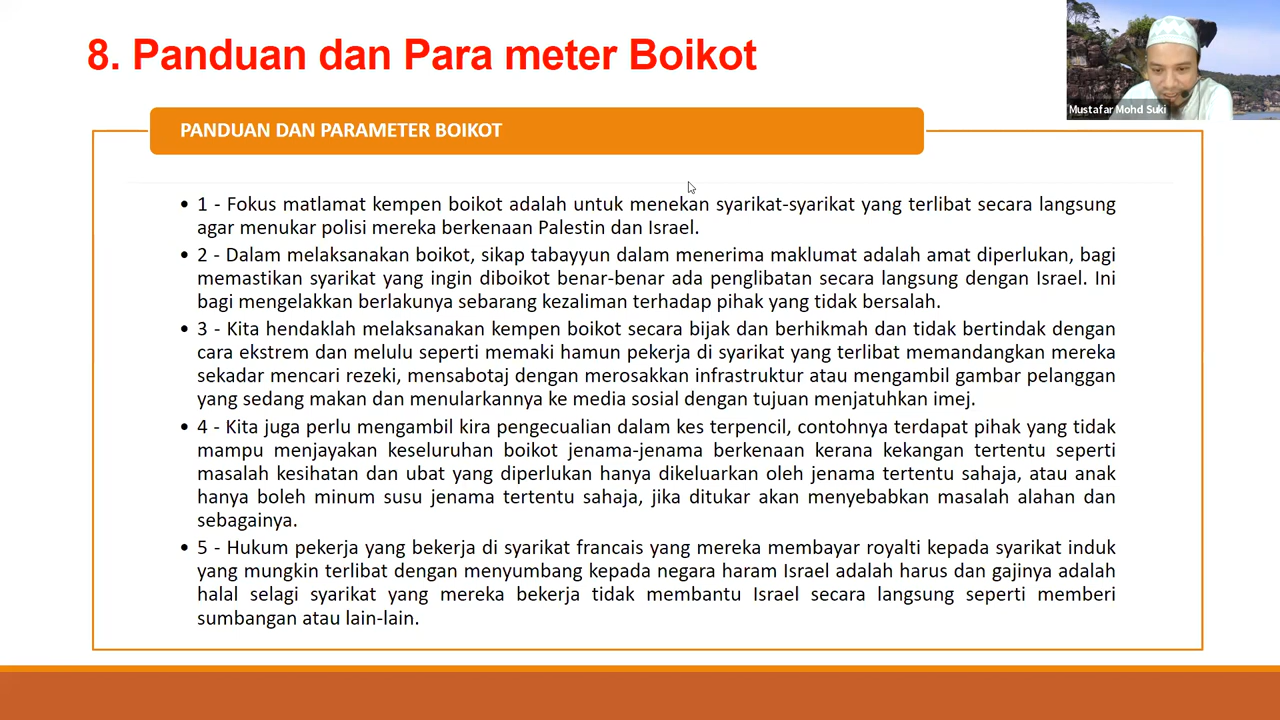 8. Panduan dan Para meter Boikot
Mustafar Mohd Suki
PANDUAN DAN PARAMETER BOIKOT
• 1 - Fokus matlamat kempen boikot adalah untuk menekan syarikat-syarikat yang terlibat secara langsung
agar menukar polisi mereka berkenaan Palestin dan Israel.
• 2 - Dalam melaksanakan boikot, sikap tabayyun dalam menerima maklumat adalah amat diperlukan, bagi
memastikan syarikat yang ingin diboikot benar-benar ada penglibatan secara langsung dengan Israel. Ini
bagi mengelakkan berlakunya sebarang kezaliman terhadap pihak yang tidak bersalah.
• 3 - Kita hendaklah melaksanakan kempen boikot secara bijak dan berhikmah dan tidak bertindak dengan
cara ekstrem dan melulu seperti memaki hamun pekerja di syarikat yang terlibat memandangkan mereka
sekadar mencari rezeki, mensabotaj dengan merosakkan infrastruktur atau mengambil gambar pelanggan
yang sedang makan dan menularkannya ke media sosial dengan tujuan menjatuhkan imej.
• 4 - Kita juga perlu mengambil kira pengecualian dalam kes terpencil, contohnya terdapat pihak yang tidak
mampu menjayakan keseluruhan boikot jenama-jenama berkenaan kerana kekangan tertentu seperti
masalah kesihatan dan ubat yang diperlukan hanya dikeluarkan oleh jenama tertentu sahaja, atau anak
hanya boleh minum susu jenama tertentu sahaja, jika ditukar akan menyebabkan masalah alahan dan
sebagainya.
• 5 - Hukum pekerja yang bekerja di syarikat francais yang mereka membayar royalti kepada syarikat induk
yang mungkin terlibat dengan menyumbang kepada negara haram Israel adalah harus dan gajinya adalah
halal selagi syarikat yang mereka bekerja tidak membantu Israel secara langsung seperti memberi
sumbangan atau lain-lain.